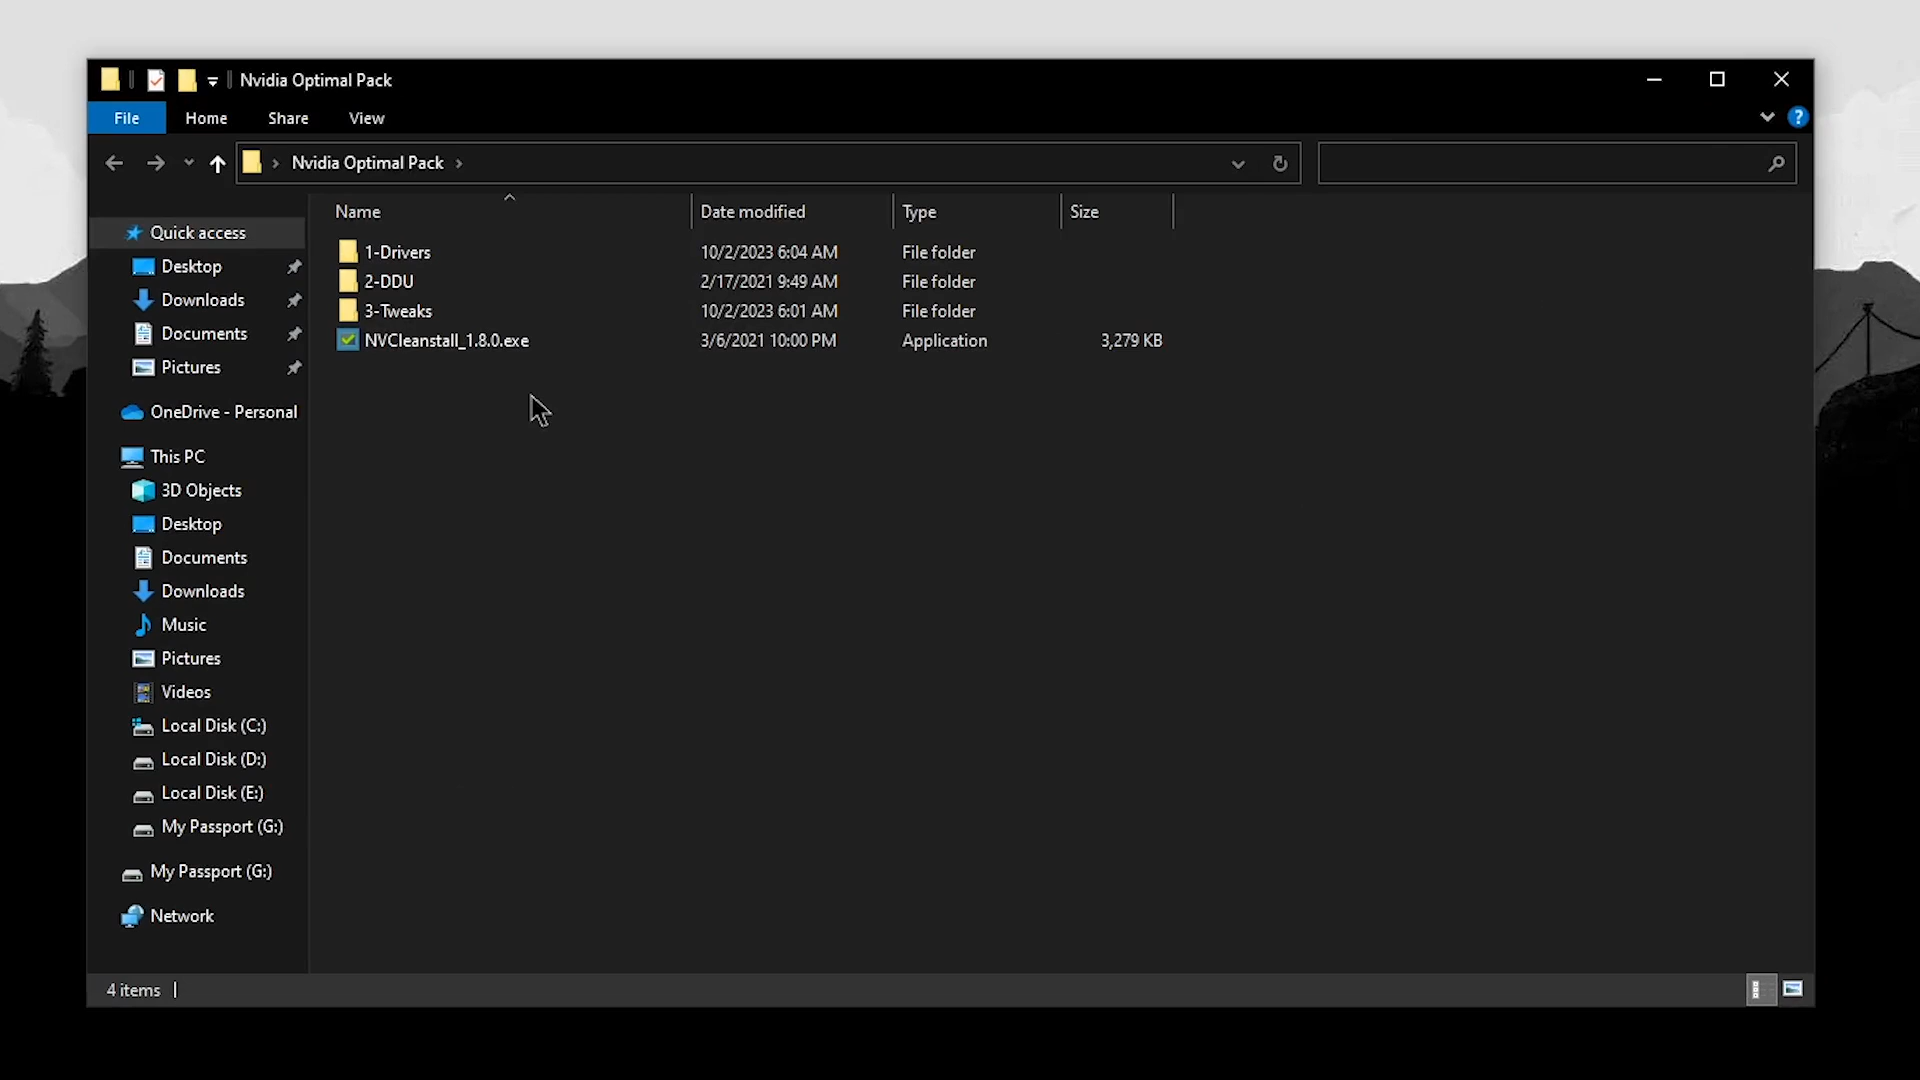 Nvidia Optimal Pack
File Home Share View
Nvidia Optimal Pack
Name Date modified Type Size
1-Drivers 10/2/2023 6:04 AM File folder
2-DDU 2/17/2021 9:49 AM File folder
3-Tweaks 10/2/2023 6:01 AM File folder
NVCleanstall_1.8.0.exe 3/6/2021 10:00 PM Application 3,279 KB
Quick access
Desktop
Downloads
Documents
Pictures
OneDrive - Personal
This PC
3D Objects
Desktop
Documents
Downloads
Music
Pictures
Videos
Local Disk (C:)
Local Disk (D:)
Local Disk (E:)
My Passport (G:)
My Passport (G:)
Network
4 items